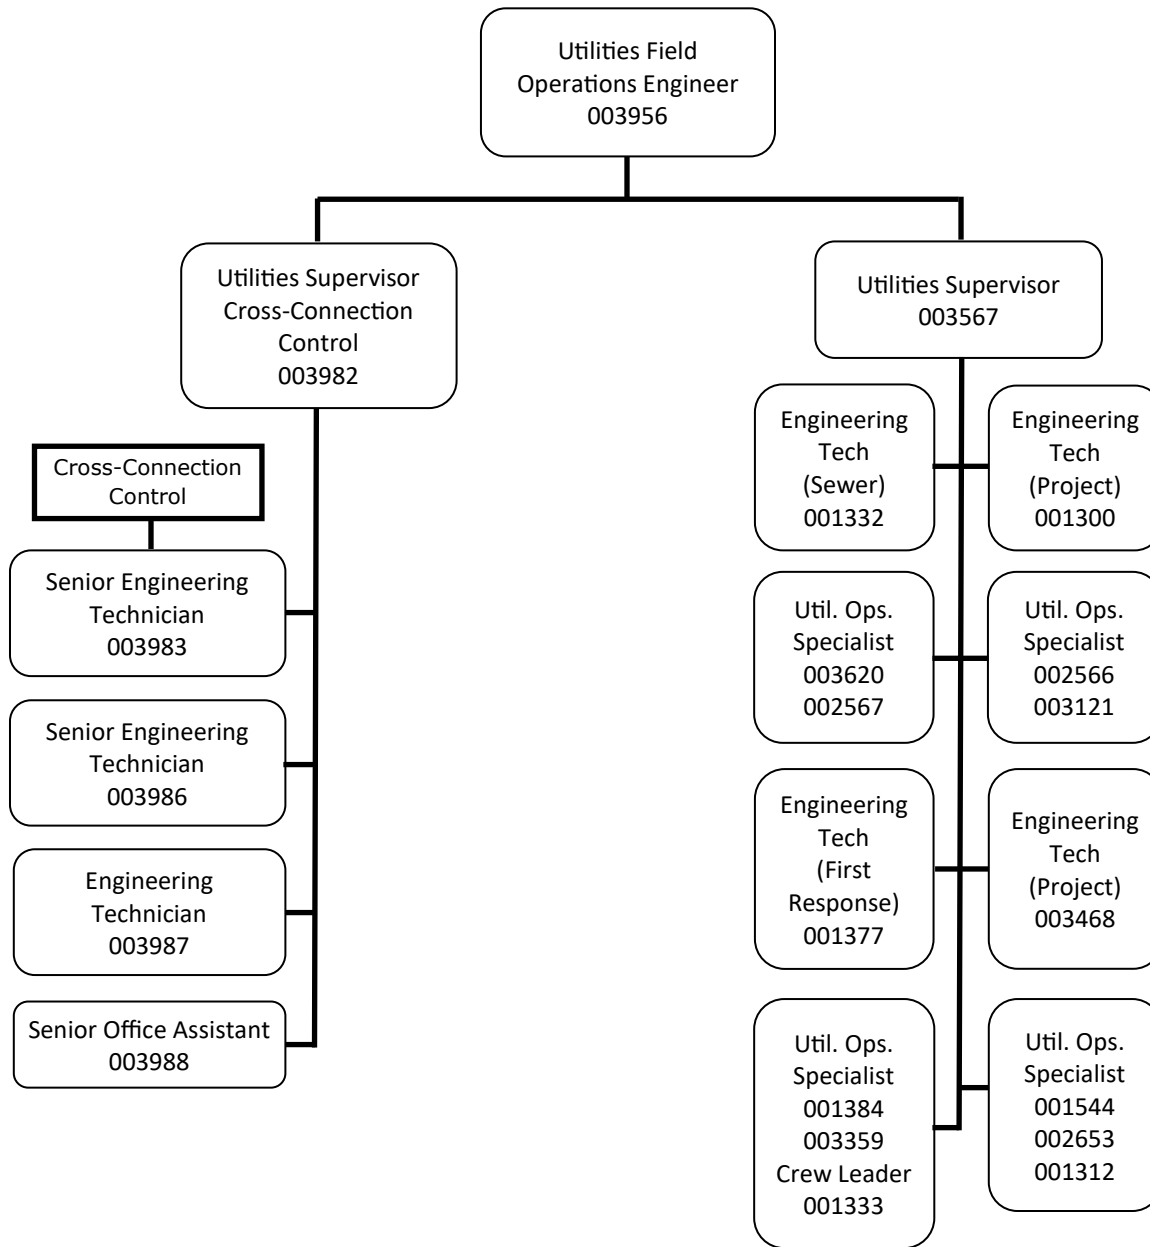 Utilities Field
Operations Engineer
003956
Utilities Supervisor
Cross-Connection
Control
003982
Utilities Supervisor
003567
Cross-Connection
Control
Senior Engineering
Technician
003983
Senior Engineering
Technician
003986
Engineering
Technician
003987
Senior Office Assistant
003988
Engineering
Tech
(Sewer)
001332
Engineering
Tech
(Project)
001300
Util. Ops.
Specialist
003620
002567
Util. Ops.
Specialist
002566
003121
Engineering
Tech
(First
Response)
001377
Engineering
Tech
(Project)
003468
Util. Ops.
Specialist
001384
003359
Crew Leader
001333
Util. Ops.
Specialist
001544
002653
001312